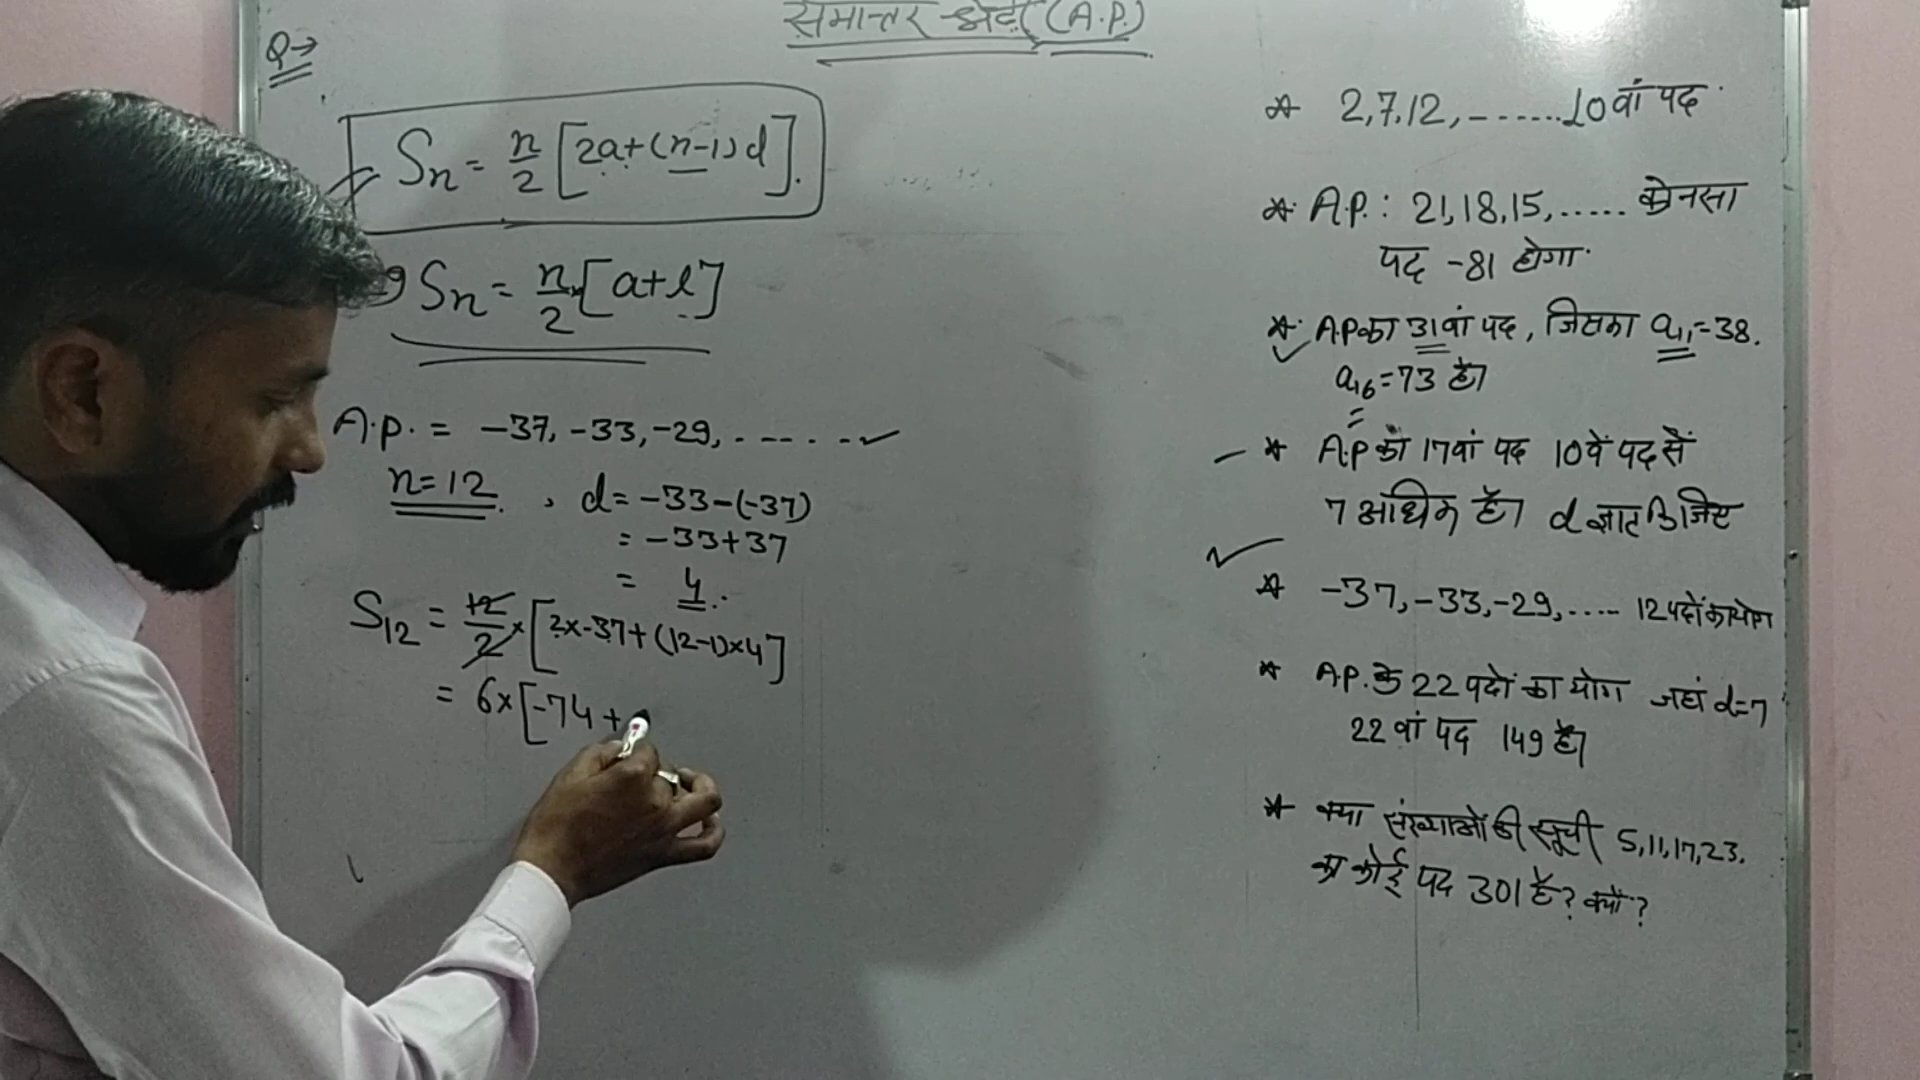 समान्तर श्रेढ़ी (A.P.)
Q→
Sn = n/2 [2a+(n-1)d].
Sn = n/2 × [a+l]
A.P. = -37, -33, -29, ........ ✓
n=12 , d= -33-(-37)
= -33+37
= 4.
S12 = 12/2 × [2×-37+(12-1)×4]
= 6×[-74+
* 2,7,12, ....... 10वां पद
* A.P. : 21,18,15, ..... कौनसा
पद -81 होगा
* A.P का 31वां पद, जिसका a11=38.
a16=73 है।
* A.P का 17वां पद 10वें पद से
7 अधिक है। d ज्ञात किजिए
✓
* -37, -33, -29, ..... 12 पदों का योग
* A.P. के 22 पदों का योग जहां d=7
22 वां पद 149 है।
* क्या संख्याओं की सूची 5,11,17,23.
का कोई पद 301 है? क्यों?